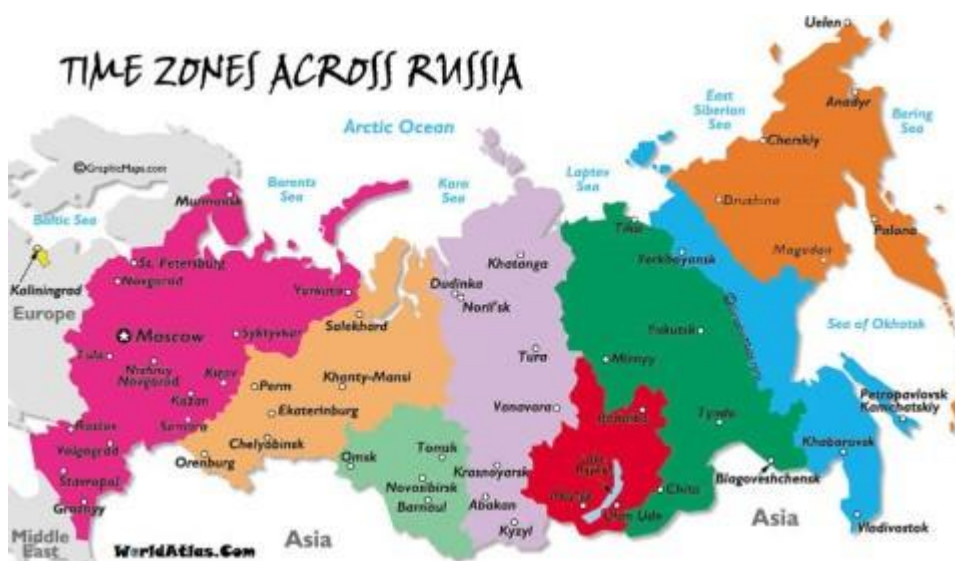 TIME ZONES ACROSS RUSSIA
Uelen
Anadyr
Bering
Sea
East
Siberian
Sea
Cherskiy
Arctic Ocean
©GraphicMaps.com
Murmansk
Barents
Sea
Kara
Sea
Laptev
Sea
Baltic Sea
Kaliningrad
Europe
St. Petersburg
Novgorod
Druzhina
Palana
Magadan
Tiksi
Verkhoyansk
Khatanga
Dudinka
Noril'sk
Vorkuta
Salekhard
Moscow
Syktyvkar
Tula
Nizhniy
Novgorod
Kirov
Kazan
Samara
Perm
Khanty-Mansi
Ekaterinburg
Chelyabinsk
Orenburg
Tura
Vanavara
Yakutsk
Mirnyy
Sea of Okhotsk
Petropavlovsk
Kamchatskiy
Rostov
Volgograd
Stavropol
Groznyy
Omsk
Tomsk
Novosibirsk
Barnaul
Krasnoyarsk
Abakan
Kyzyl
Ulan Ude
Chita
Tynda
Blagoveshchensk
Khabarovsk
Vladivostok
Asia
Asia
Middle
East
WorldAtlas.Com